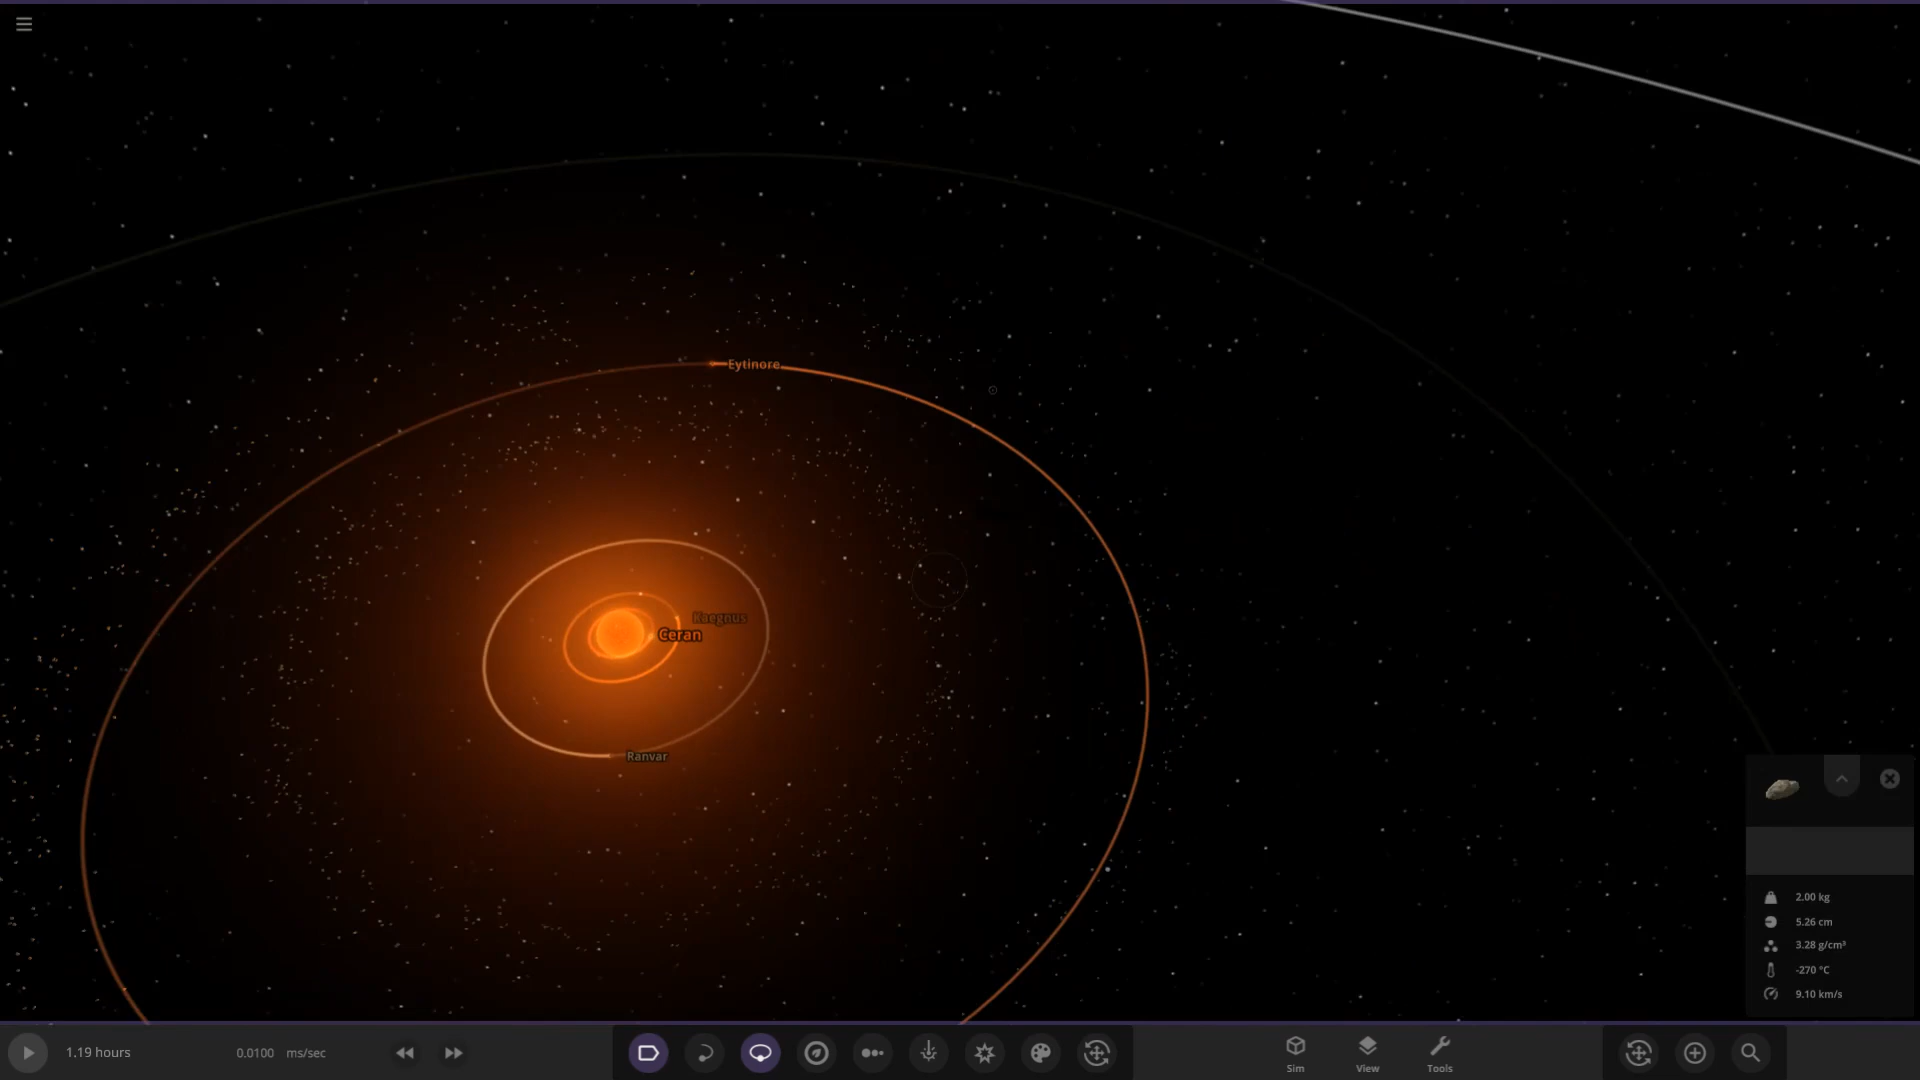 Eytinore
Kaegnus
Ceran
Ranvar
2.00 kg
5.26 cm
3.28 g/cm³
-270 °C
9.10 km/s
1.19 hours
0.0100 ms/sec
Sim
View
Tools